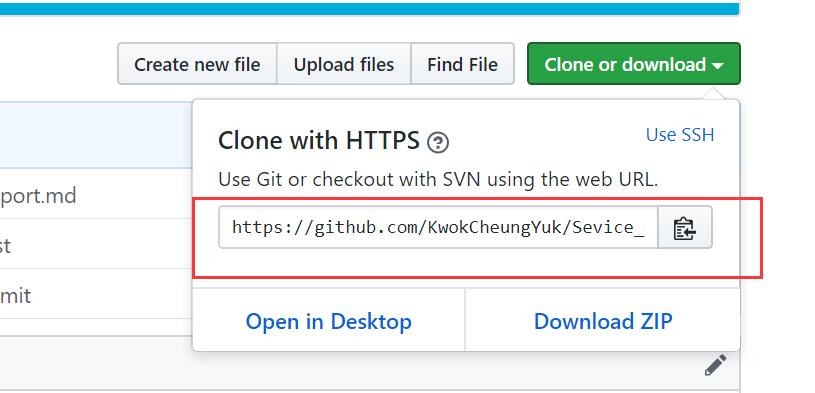 Create new file Upload files Find File Clone or download
Clone with HTTPS ?
Use SSH
Use Git or checkout with SVN using the web URL.
port.md
https://github.com/KwokCheungYuk/Sevice_
st
mit
Open in Desktop Download ZIP